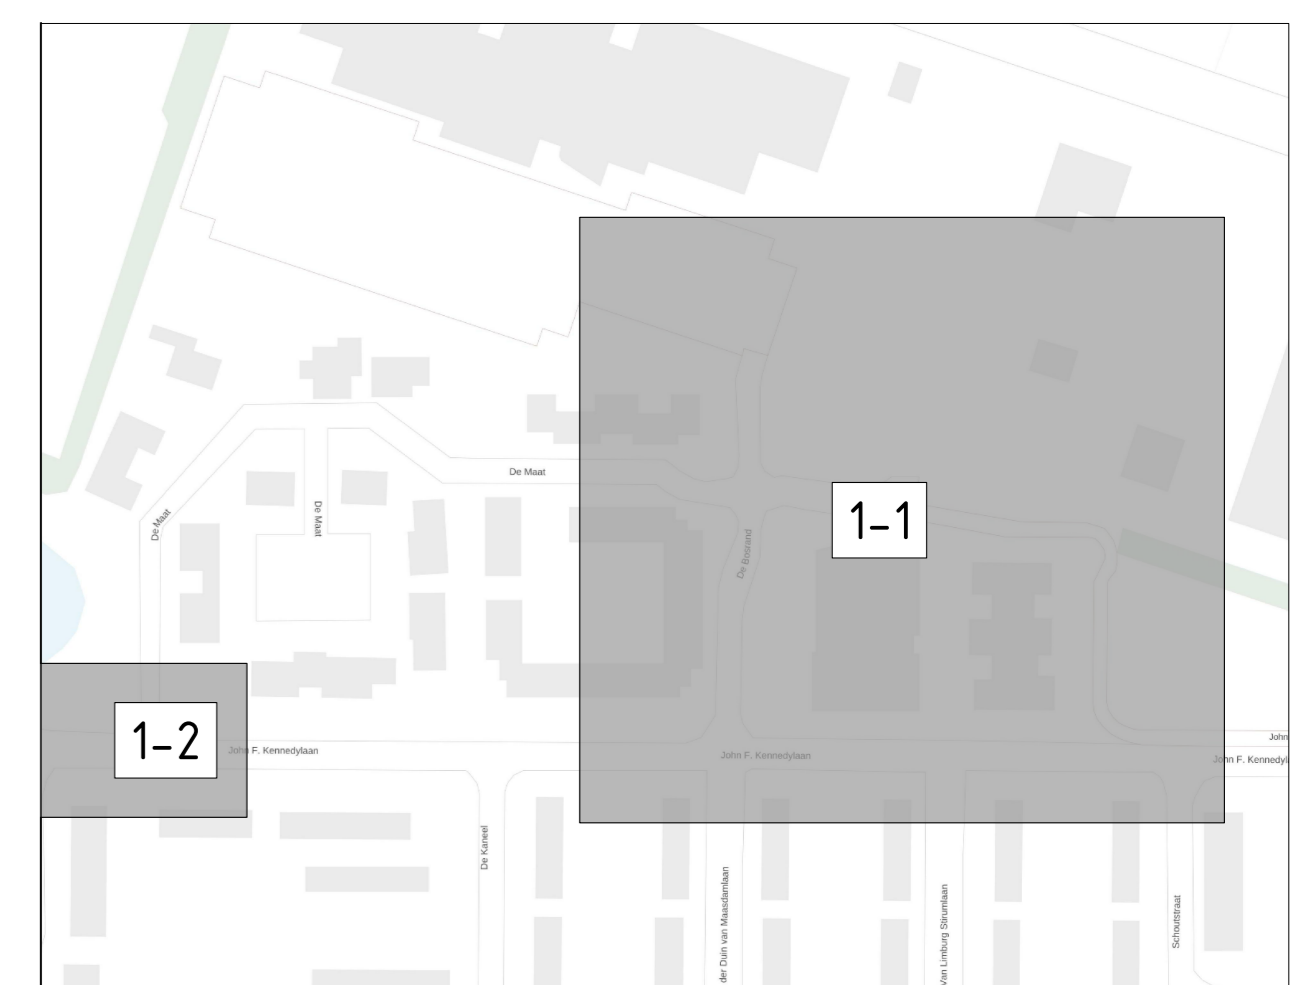 De Maat
De Maat
De Maat
1-1
De Bosrand
1-2
John F. Kennedylaan
John F. Kennedylaan
John
John F. Kennedyl
De Kaneel
der Duin van Maasdamlaan
Van Limburg Stirumlaan
Schoutstraat